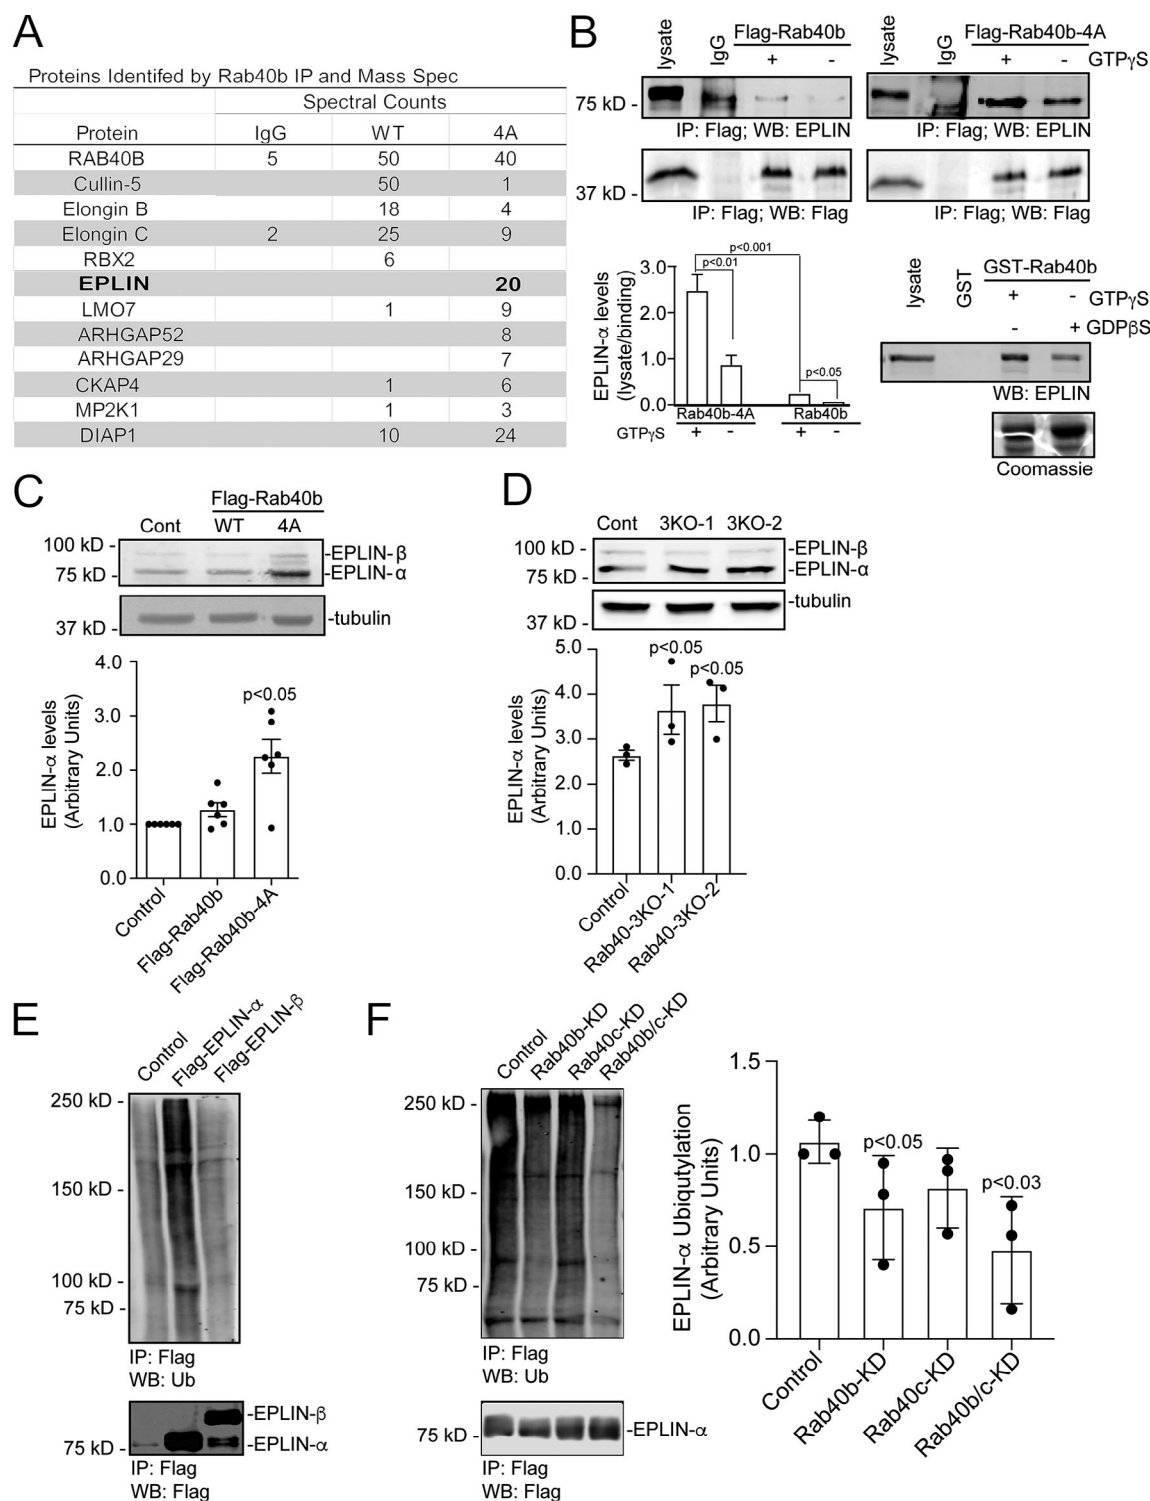 A
Proteins Identifed by Rab40b IP and Mass Spec
Spectral Counts
Protein IgG WT 4A
RAB40B 5 50 40
Cullin-5 50 1
Elongin B 18 4
Elongin C 2 25 9
RBX2 6
EPLIN 20
LMO7 1 9
ARHGAP52 8
ARHGAP29 7
CKAP4 1 6
MP2K1 1 3
DIAP1 10 24
B
lysate IgG Flag-Rab40b
+ -
75 kD -
IP: Flag; WB: EPLIN
37 kD -
IP: Flag; WB: Flag
lysate IgG Flag-Rab40b-4A
+ - GTPγS
IP: Flag; WB: EPLIN
IP: Flag; WB: Flag
EPLIN-α levels
(lysate/binding)
3.0
2.0
1.0
0.0
p<0.001
p<0.01
p<0.05
Rab40b-4A Rab40b
GTPγS + - + -
lysate GST GST-Rab40b
+ - GTPγS
- + GDPβS
WB: EPLIN
Coomassie
C
Flag-Rab40b
Cont WT 4A
100 kD -
75 kD -
-EPLIN-β
-EPLIN-α
37 kD -
-tubulin
EPLIN-α levels
(Arbitrary Units)
4.0
3.0
2.0
1.0
0.0
p<0.05
Control
Flag-Rab40b
Flag-Rab40b-4A
D
Cont 3KO-1 3KO-2
100 kD -
75 kD -
-EPLIN-β
-EPLIN-α
37 kD -
-tubulin
EPLIN-α levels
(Arbitrary Units)
5.0
4.0
3.0
2.0
1.0
0.0
p<0.05
p<0.05
Control
Rab40-3KO-1
Rab40-3KO-2
E
Control
Flag-EPLIN-α
Flag-EPLIN-β
250 kD -
150 kD -
100 kD -
75 kD -
IP: Flag
WB: Ub
-EPLIN-β
75 kD -
-EPLIN-α
IP: Flag
WB: Flag
F
Control
Rab40b-KD
Rab40c-KD
Rab40b/c-KD
250 kD -
150 kD -
100 kD -
75 kD -
IP: Flag
WB: Ub
75 kD -
-EPLIN-α
IP: Flag
WB: Flag
EPLIN-α Ubiqutylation
(Arbitrary Units)
1.5
1.0
0.5
0.0
p<0.05
p<0.03
Control
Rab40b-KD
Rab40c-KD
Rab40b/c-KD